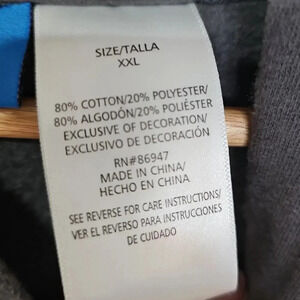 SIZE/TALLA
XXL
80% COTTON/20% POLYESTER/
80% ALGODÓN/20% POLIÉSTER
EXCLUSIVE OF DECORATION/
EXCLUSIVO DE DECORACIÓN
RN#86947
MADE IN CHINA/
HECHO EN CHINA
SEE REVERSE FOR CARE INSTRUCTIONS/
VER EL REVERSO PARA INSTRUCCIONES
DE CUIDADO